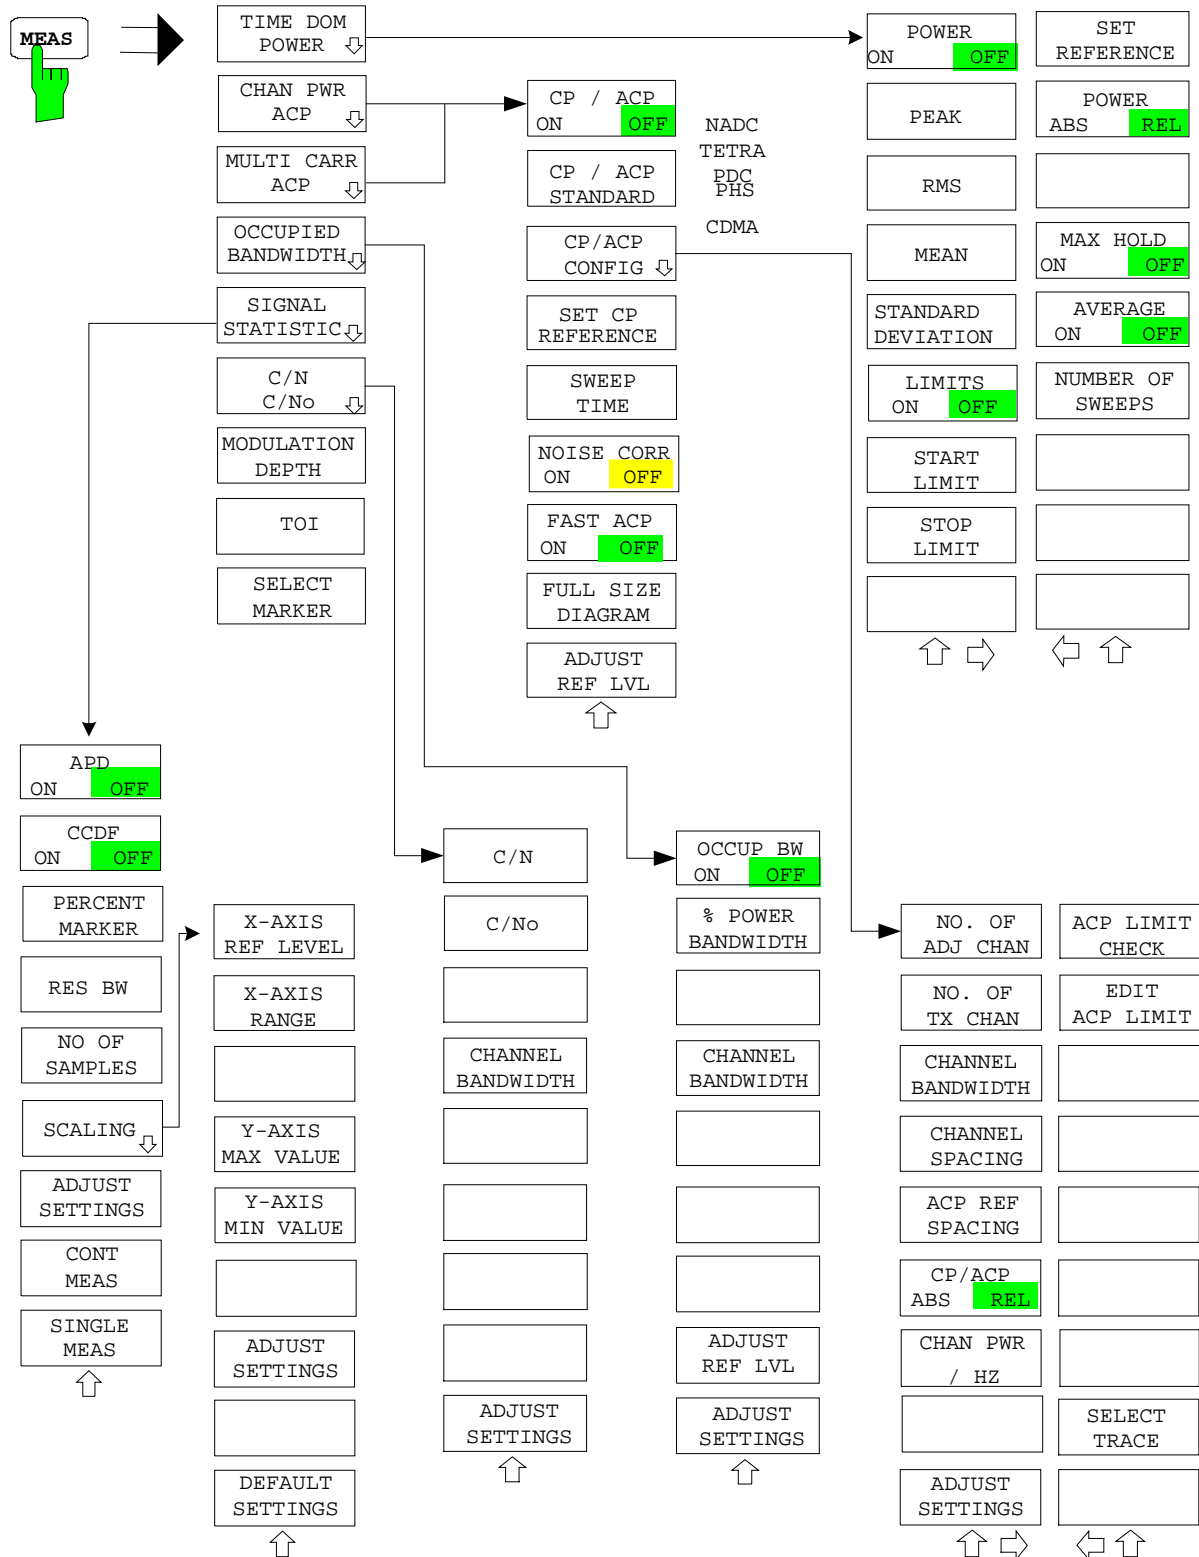 MEAS
TIME DOM
POWER
CHAN PWR
ACP
MULTI CARR
ACP
OCCUPIED
BANDWIDTH
SIGNAL
STATISTIC
C/N
C/No
MODULATION
DEPTH
TOI
SELECT
MARKER
CP / ACP
ON OFF
CP / ACP
STANDARD
CP/ACP
CONFIG
SET CP
REFERENCE
SWEEP
TIME
NOISE CORR
ON OFF
FAST ACP
ON OFF
FULL SIZE
DIAGRAM
ADJUST
REF LVL
NADC
TETRA
PDC
PHS
CDMA
POWER
ON OFF
PEAK
RMS
MEAN
STANDARD
DEVIATION
LIMITS
ON OFF
START
LIMIT
STOP
LIMIT
SET
REFERENCE
POWER
ABS REL
MAX HOLD
ON OFF
AVERAGE
ON OFF
NUMBER OF
SWEEPS
APD
ON OFF
CCDF
ON OFF
PERCENT
MARKER
RES BW
NO OF
SAMPLES
SCALING
ADJUST
SETTINGS
CONT
MEAS
SINGLE
MEAS
X-AXIS
REF LEVEL
X-AXIS
RANGE
Y-AXIS
MAX VALUE
Y-AXIS
MIN VALUE
ADJUST
SETTINGS
DEFAULT
SETTINGS
C/N
C/No
CHANNEL
BANDWIDTH
ADJUST
SETTINGS
OCCUP BW
ON OFF
% POWER
BANDWIDTH
CHANNEL
BANDWIDTH
ADJUST
REF LVL
ADJUST
SETTINGS
NO. OF
ADJ CHAN
NO. OF
TX CHAN
CHANNEL
BANDWIDTH
CHANNEL
SPACING
ACP REF
SPACING
CP/ACP
ABS REL
CHAN PWR
/ HZ
ADJUST
SETTINGS
ACP LIMIT
CHECK
EDIT
ACP LIMIT
SELECT
TRACE